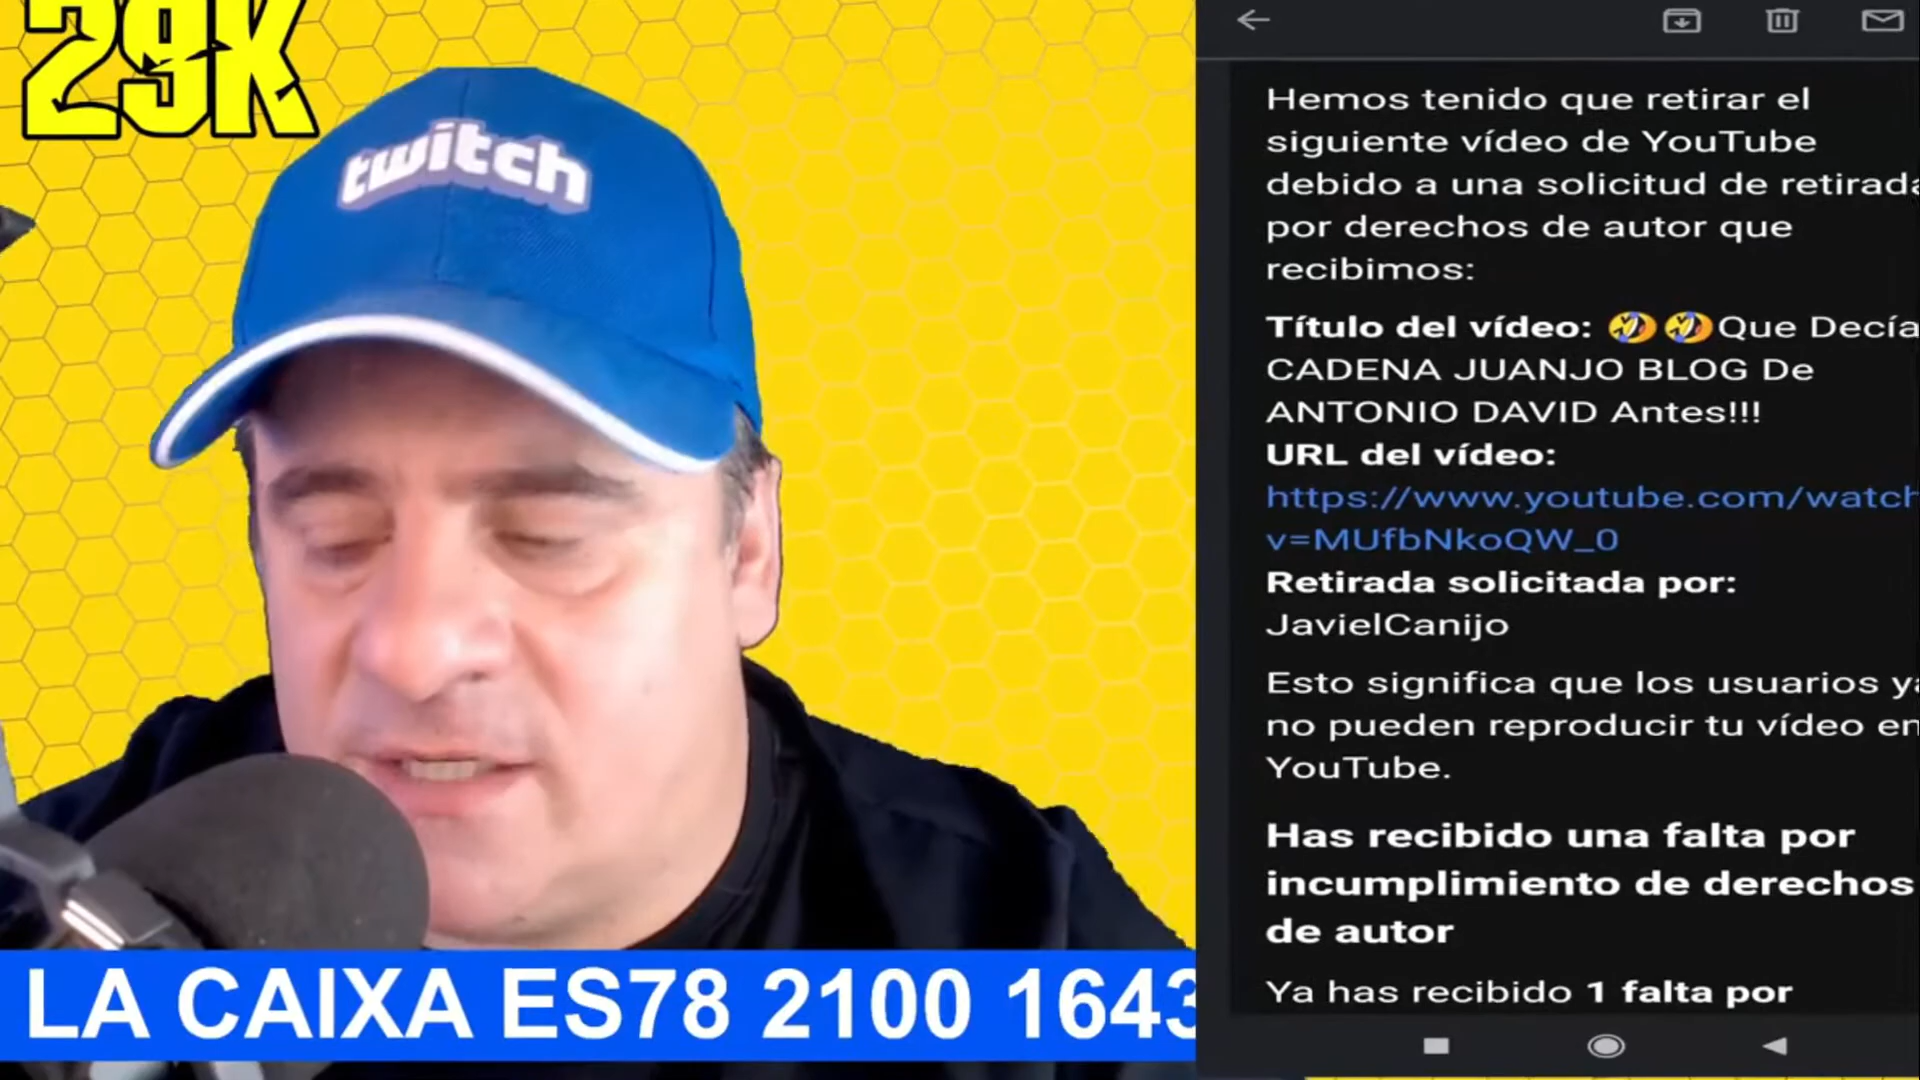 29K
twitch
LA CAIXA ES78 2100 1643
Hemos tenido que retirar el
siguiente vídeo de YouTube
debido a una solicitud de retirada
por derechos de autor que
recibimos:
Título del vídeo: 🤣🤣Que Decía
CADENA JUANJO BLOG De
ANTONIO DAVID Antes!!!
URL del vídeo:
https://www.youtube.com/watch
v=MUfbNkoQW_0
Retirada solicitada por:
JavielCanijo
Esto significa que los usuarios ya
no pueden reproducir tu vídeo en
YouTube.
Has recibido una falta por
incumplimiento de derechos
de autor
Ya has recibido 1 falta por